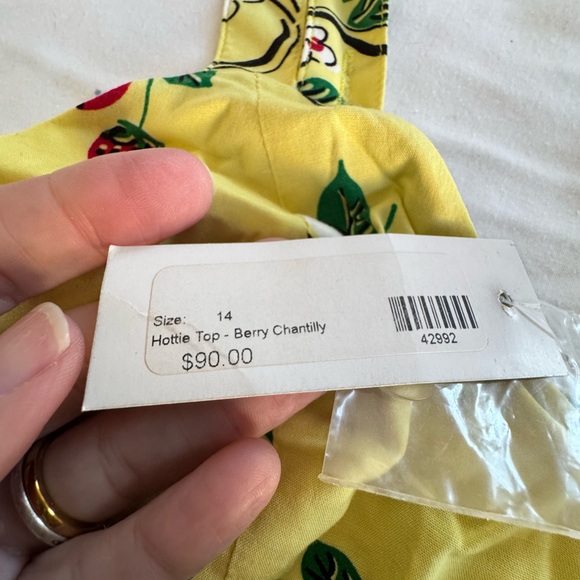 Size: 14
Hottie Top - Berry Chantilly
$90.00
42992